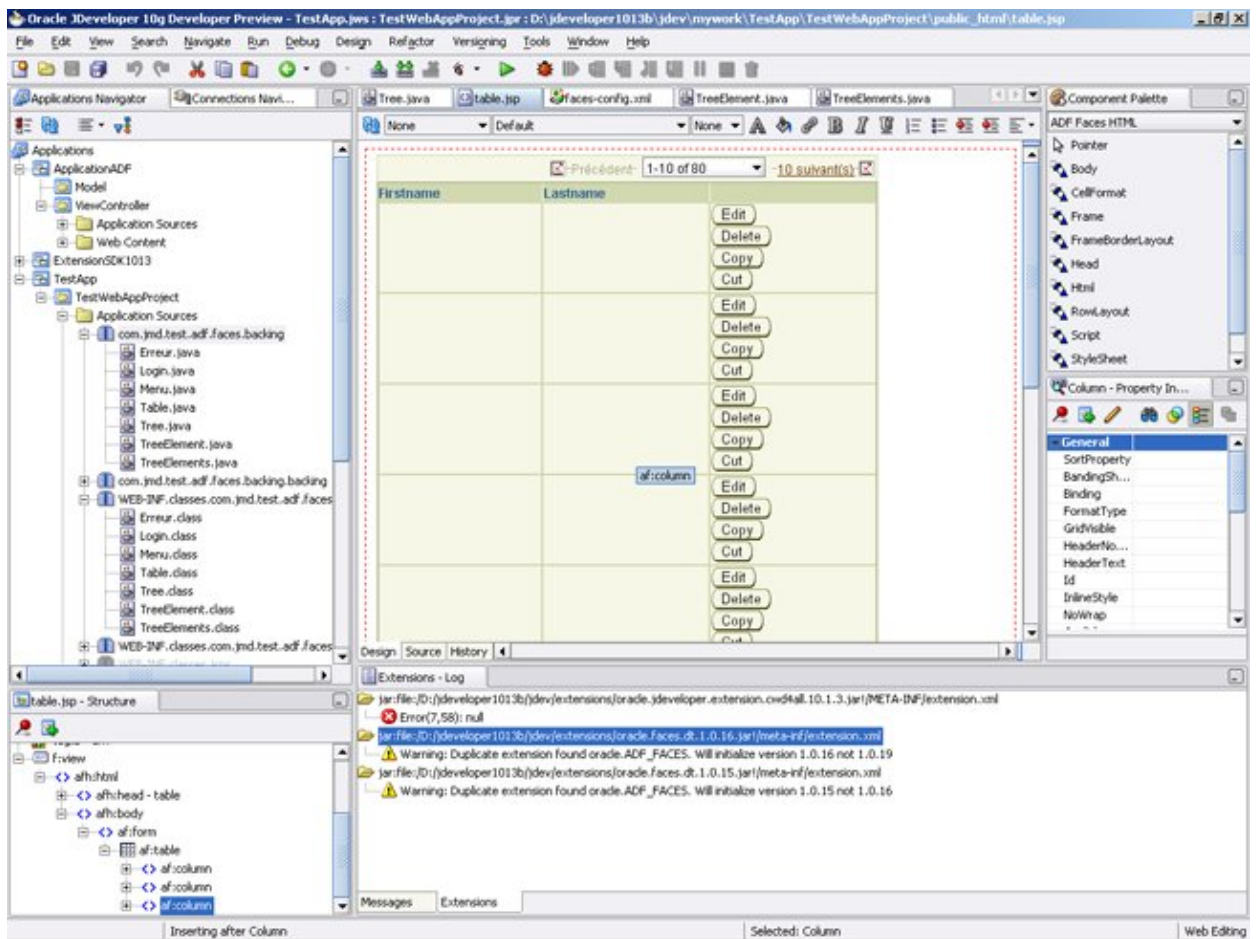 Oracle JDeveloper 10g Developer Preview - TestApp.jws : TestWebAppProject.jpr : D:\jdeveloper1013b\jdev\mywork\TestApp\TestWebAppProject\public_html\table.jsp
File Edit View Search Navigate Run Debug Design Refactor Versioning Tools Window Help
Applications Navigator Connections Navi...
Applications
ApplicationADF
Model
ViewController
Application Sources
Web Content
ExtensionSDK1013
TestApp
TestWebAppProject
Application Sources
com.jmd.test.adf.faces.backing
Erreur.java
Login.java
Menu.java
Table.java
Tree.java
TreeElement.java
TreeElements.java
com.jmd.test.adf.faces.backing.backing
WEB-INF.classes.com.jmd.test.adf.faces
Erreur.class
Login.class
Menu.class
Table.class
Tree.class
TreeElement.class
TreeElements.class
WEB-INF.classes.com.jmd.test.adf.faces
table.jsp - Structure
f:view
afh:html
afh:head - table
afh:body
af:form
af:table
af:column
af:column
af:column
Tree.java table.jsp faces-config.xml TreeElement.java TreeElements.java
None Default None A B I U
Précédent 1-10 of 80 10 suivant(s)
Firstname Lastname
Edit
Delete
Copy
Cut
Edit
Delete
Copy
Cut
Edit
Delete
Copy
Cut
af:column
Edit
Delete
Copy
Cut
Edit
Delete
Copy
Cut
Design Source History
Extensions - Log
jar:file:/D:/jdeveloper1013b/jdev/extensions/oracle.jdeveloper.extension.cwd4all.10.1.3.jar!/META-INF/extension.xml
Error(7,58): null
jar:file:/D:/jdeveloper1013b/jdev/extensions/oracle.faces.dt.1.0.16.jar!/meta-inf/extension.xml
Warning: Duplicate extension found oracle.ADF_FACES. Will initialize version 1.0.16 not 1.0.19
jar:file:/D:/jdeveloper1013b/jdev/extensions/oracle.faces.dt.1.0.15.jar!/meta-inf/extension.xml
Warning: Duplicate extension found oracle.ADF_FACES. Will initialize version 1.0.15 not 1.0.16
Messages Extensions
Component Palette
ADF Faces HTML
Pointer
Body
CellFormat
Frame
FrameBorderLayout
Head
Html
RowLayout
Script
StyleSheet
Column - Property In...
General
SortProperty
BandingSh...
Binding
FormatType
GridVisible
HeaderNo...
HeaderText
Id
InlineStyle
NoWrap
Inserting after Column Selected: Column Web Editing